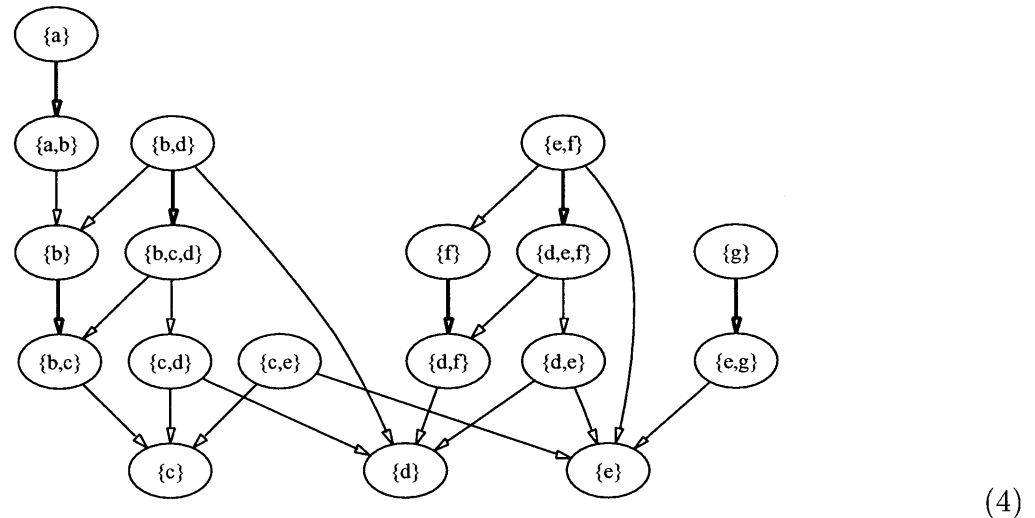 {a}
{a,b} {b,d} {e,f}
{b} {b,c,d} {f} {d,e,f} {g}
{b,c} {c,d} {c,e} {d,f} {d,e} {e,g}
{c} {d} {e}
(4)